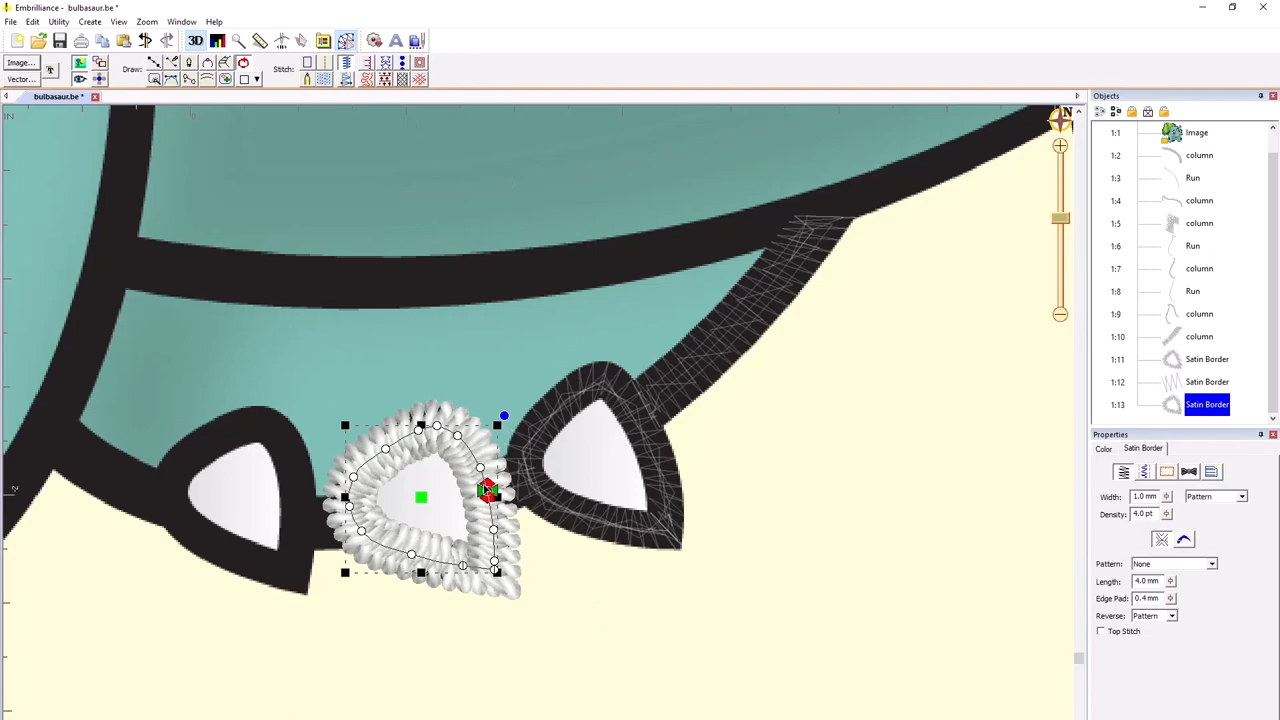 Embrilliance - bulbasaur.be *
File Edit Utility Create View Zoom Window Help
3D A
Image... T Draw: Stitch:
Vector...
bulbasaur.be * Objects
IN 0 N
1:1 Image
1:2 column
1:3 Run
1:4 column
1:5 column
1:6 Run
1:7 column
1:8 Run
1:9 column
1:10 column
1:11 Satin Border
1:12 Satin Border
1:13 Satin Border
Properties
Color Satin Border
-2
Width: 1.0 mm Pattern
Density: 4.0 pt
Pattern: None
Length: 4.0 mm
Edge Pad: 0.4 mm
Reverse: Pattern
Top Stitch